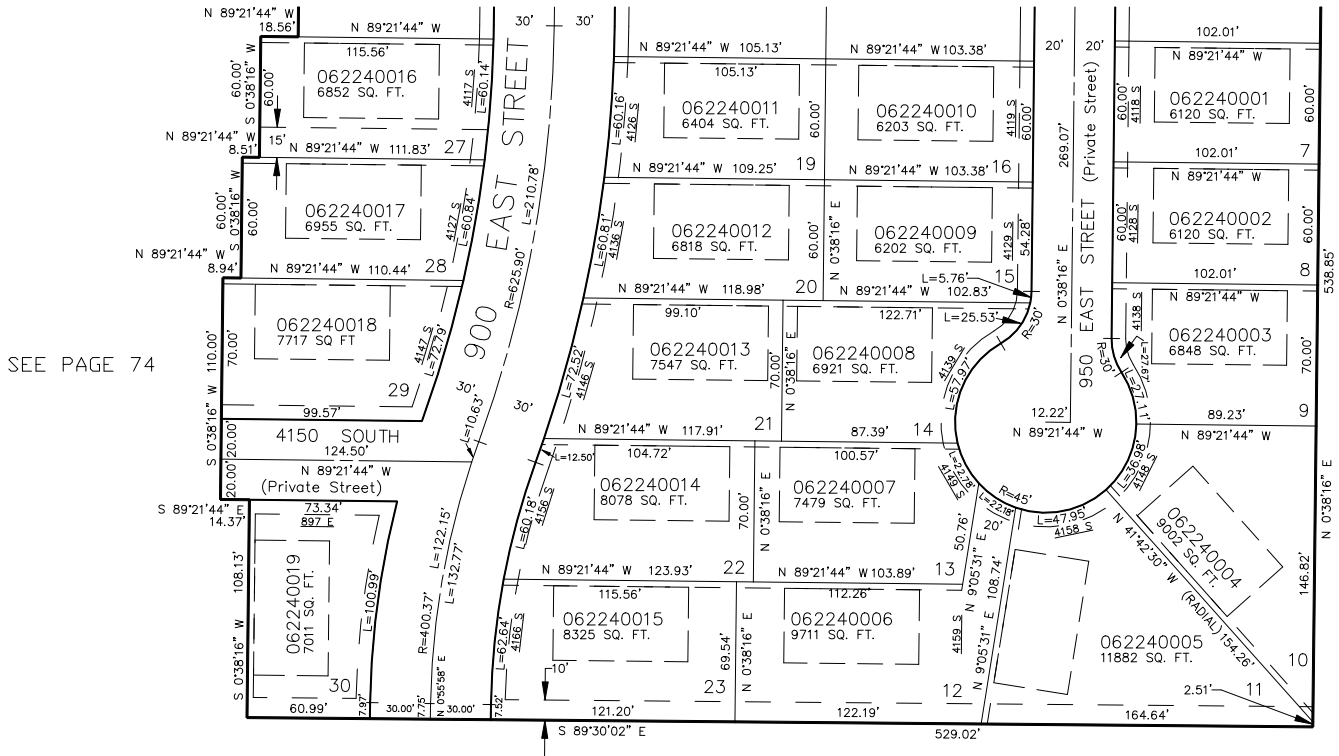 N 89°21'44" W
18.56'
N 89°21'44" W
30'
30'
S 0°38'16" W
60.00'
60.00'
115.56'
062240016
6852 SQ. FT.
4117 S
L=60.14'
N 89°21'44" W
8.51'
15'
N 89°21'44" W 111.83'
27
S 0°38'16" W
60.00'
60.00'
062240017
6955 SQ. FT.
4127 S
L=60.84'
N 89°21'44" W
8.94'
N 89°21'44" W 110.44'
28
900 EAST STREET
L=210.78'
R=625.90'
SEE PAGE 74
S 0°38'16" W 110.00'
70.00'
062240018
7717 SQ. FT
4147 S
L=72.79'
29
99.57'
30'
30'
L=10.63'
20.00'
4150 SOUTH
124.50'
N 89°21'44" W
(Private Street)
20.00'
S 89°21'44" E
14.37'
73.34'
897 E
108.13'
S 0°38'16" W
062240019
7011 SQ. FT.
L=100.99'
30
60.99'
7.97'
30.00'
7.75'
N 0°55'58" E
30.00'
7.52'
L=122.15'
L=132.77'
R=400.37'
N 89°21'44" W 105.13'
105.13'
L=60.16'
4126 S
062240011
6404 SQ. FT.
60.00'
19
N 89°21'44" W 109.25'
L=60.81'
4136 S
062240012
6818 SQ. FT.
60.00'
N 0°38'16" E
20
N 89°21'44" W 118.98'
99.10'
062240013
7547 SQ. FT.
L=72.52'
4146 S
70.00'
N 0°38'16" E
21
N 89°21'44" W 117.91'
104.72'
L=12.50'
062240014
8078 SQ. FT.
L=60.18'
4156 S
70.00'
N 0°38'16" E
22
N 89°21'44" W 123.93'
115.56'
062240015
8325 SQ. FT.
L=62.64'
4166 S
69.54'
N 0°38'16" E
10'
23
121.20'
S 89°30'02" E
529.02'
N 89°21'44" W 103.38'
062240010
6203 SQ. FT.
4119 S
60.00'
16
N 89°21'44" W 103.38'
062240009
6202 SQ. FT.
4129 S
54.28'
15
L=5.76'
N 89°21'44" W 102.83'
122.71'
L=25.53'
R=30'
062240008
6921 SQ. FT.
4139 S
L=57.97'
14
87.39'
100.57'
062240007
7479 SQ. FT.
L=22.78'
4149 S
50.76'
13
N 89°21'44" W 103.89'
112.26'
062240006
9711 SQ. FT.
4159 S
12
122.19'
N 9°05'31" E
N 9°05'31" E 108.74'
20'
L=22.18'
R=45'
L=47.95'
4158 S
20'
20'
269.07'
N 0°38'16" E
950 EAST STREET (Private Street)
12.22'
N 89°21'44" W
102.01'
N 89°21'44" W
60.00'
4118 S
062240001
6120 SQ. FT.
60.00'
7
102.01'
N 89°21'44" W
60.00'
4128 S
062240002
6120 SQ. FT.
60.00'
8
102.01'
N 89°21'44" W
4138 S
L=27.97'
R=30'
L=27.11'
062240003
6848 SQ. FT.
70.00'
9
89.23'
L=36.98'
4148 S
062240004
9002 SQ. FT.
N 41°42'30" W (RADIAL) 154.26'
146.82'
10
062240005
11882 SQ. FT.
2.51'
11
164.64'
538.85'
N 0°38'16" E